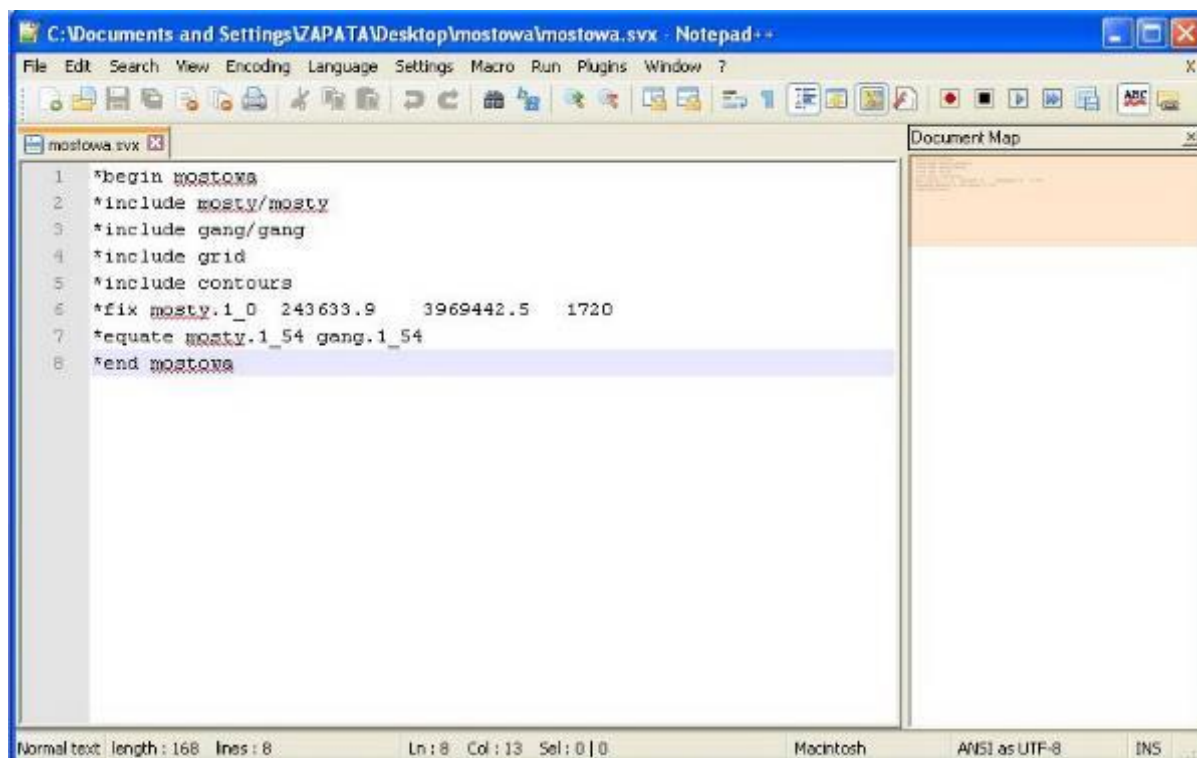 C:\Documents and Settings\ZAPATA\Desktop\mostowa\mostowa.svx - Notepad++
File Edit Search View Encoding Language Settings Macro Run Plugins Window ? X
ABC
mostowa.svx
Document Map
1 *begin mostowa
2 *include mosty/mosty
3 *include gang/gang
4 *include grid
5 *include contours
6 *fix mosty.1_0 243633.9 3969442.5 1720
7 *equate mosty.1_54 gang.1_54
8 *end mostowa
Normal text length : 168 lines : 8 Ln : 8 Col : 13 Sel : 0 | 0 Macintosh ANSI as UTF-8 INS